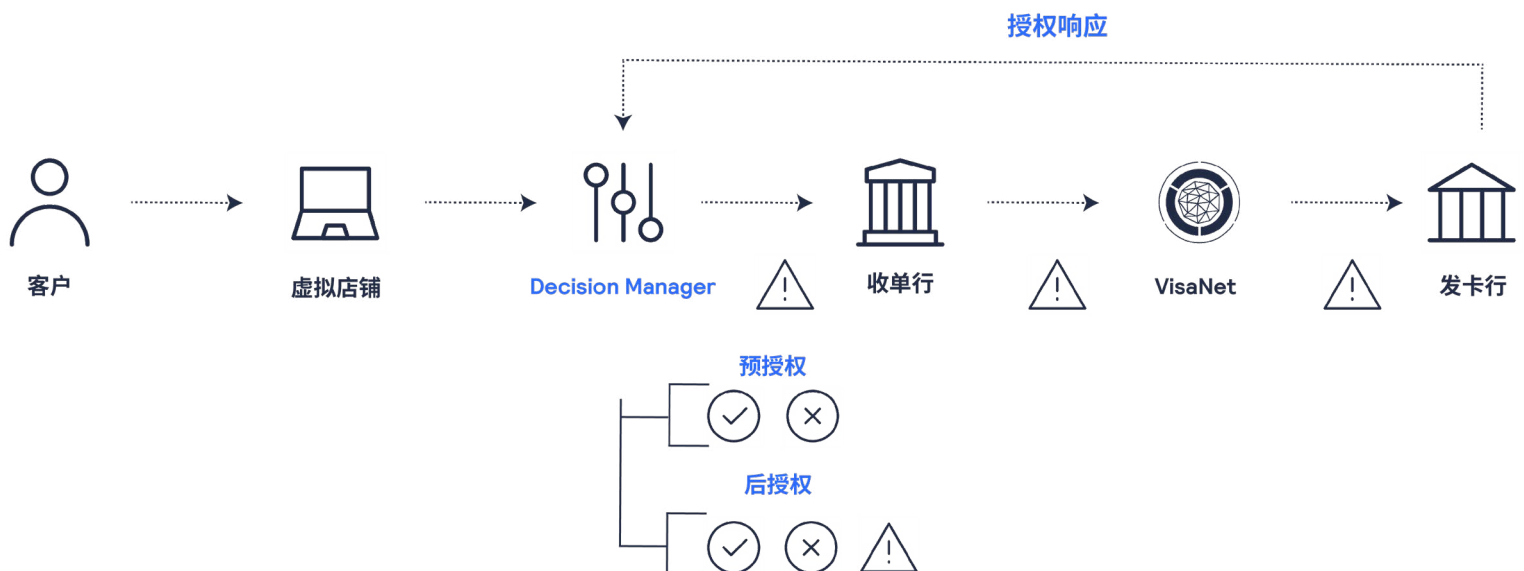 授权响应
客户
虚拟店铺
Decision Manager
收单行
VisaNet
发卡行
预授权
后授权